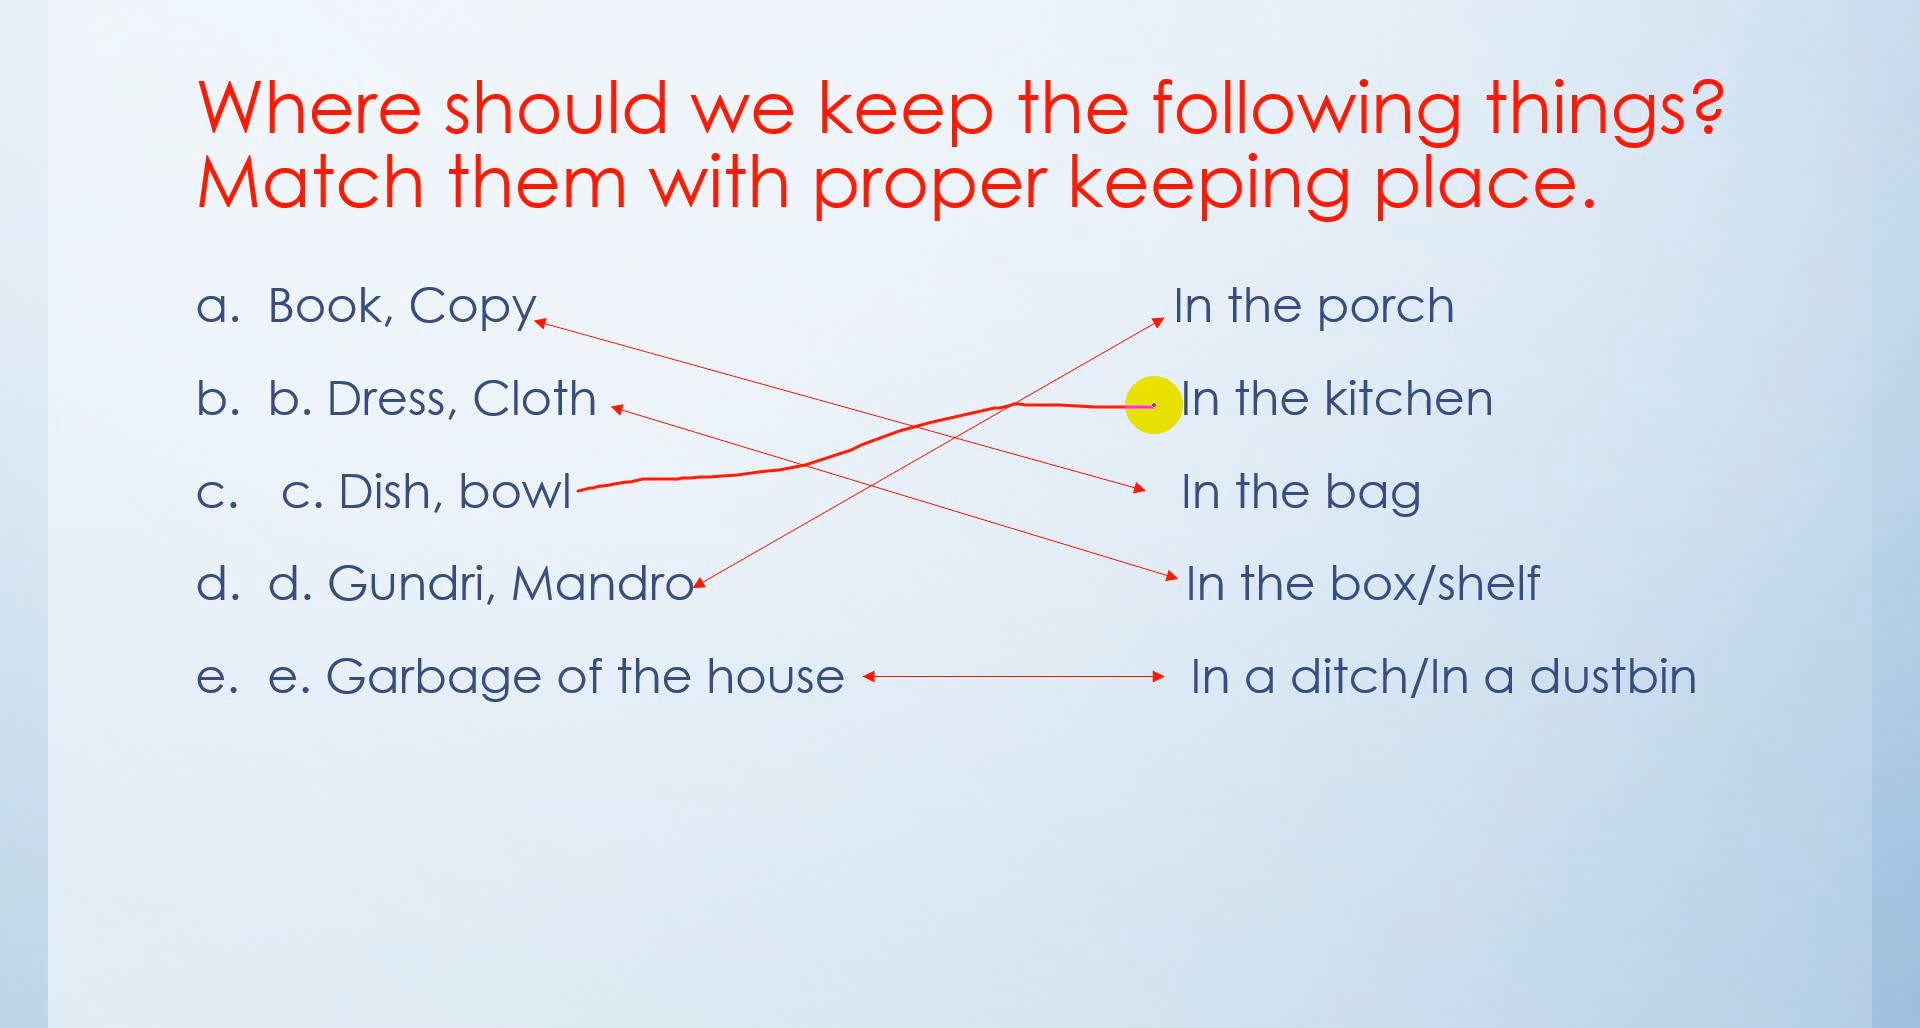 Where should we keep the following things?
Match them with proper keeping place.
a. Book, Copy In the porch
b. b. Dress, Cloth In the kitchen
c. c. Dish, bowl In the bag
d. d. Gundri, Mandro In the box/shelf
e. e. Garbage of the house In a ditch/In a dustbin